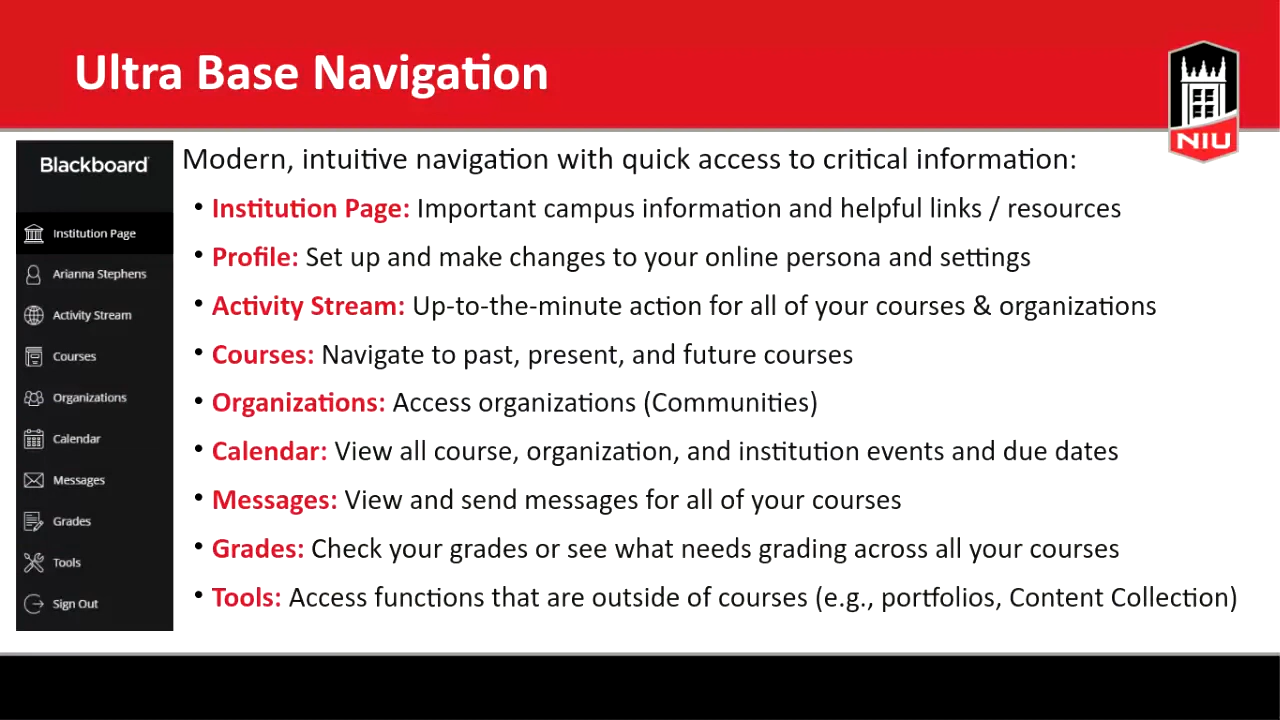 Ultra Base Navigation
NIU
Blackboard
Institution Page
Arianna Stephens
Activity Stream
Courses
Organizations
Calendar
Messages
Grades
Tools
Sign Out
Modern, intuitive navigation with quick access to critical information:
• Institution Page: Important campus information and helpful links / resources
• Profile: Set up and make changes to your online persona and settings
• Activity Stream: Up-to-the-minute action for all of your courses & organizations
• Courses: Navigate to past, present, and future courses
• Organizations: Access organizations (Communities)
• Calendar: View all course, organization, and institution events and due dates
• Messages: View and send messages for all of your courses
• Grades: Check your grades or see what needs grading across all your courses
• Tools: Access functions that are outside of courses (e.g., portfolios, Content Collection)